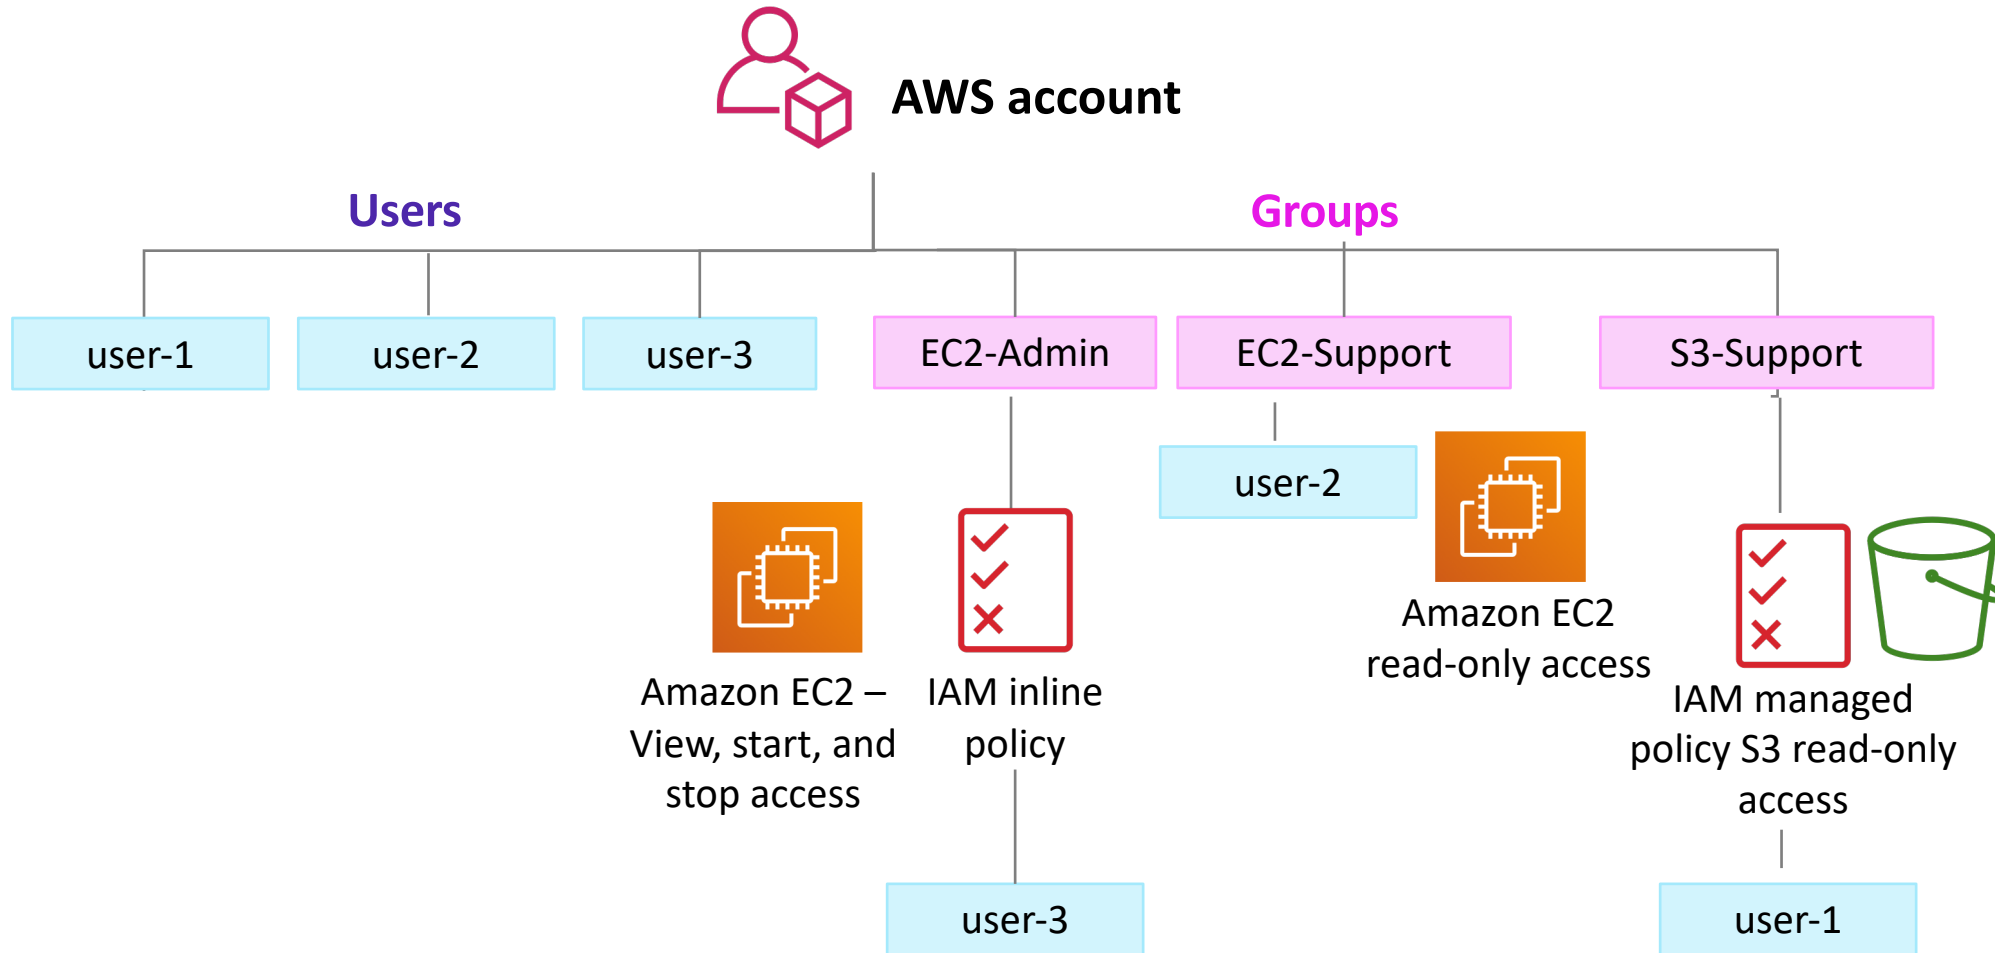 AWS account
Users
Groups
user-1
user-2
user-3
EC2-Admin
EC2-Support
S3-Support
user-2
Amazon EC2
read-only access
Amazon EC2 –
View, start, and
stop access
IAM inline
policy
IAM managed
policy S3 read-only
access
user-3
user-1